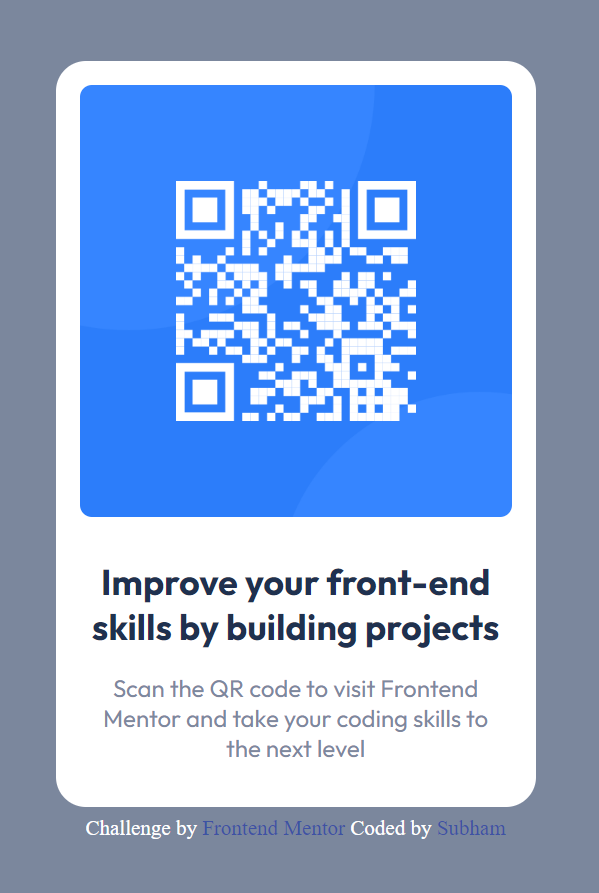 Improve your front-end
skills by building projects
Scan the QR code to visit Frontend
Mentor and take your coding skills to
the next level
Challenge by Frontend Mentor Coded by Subham